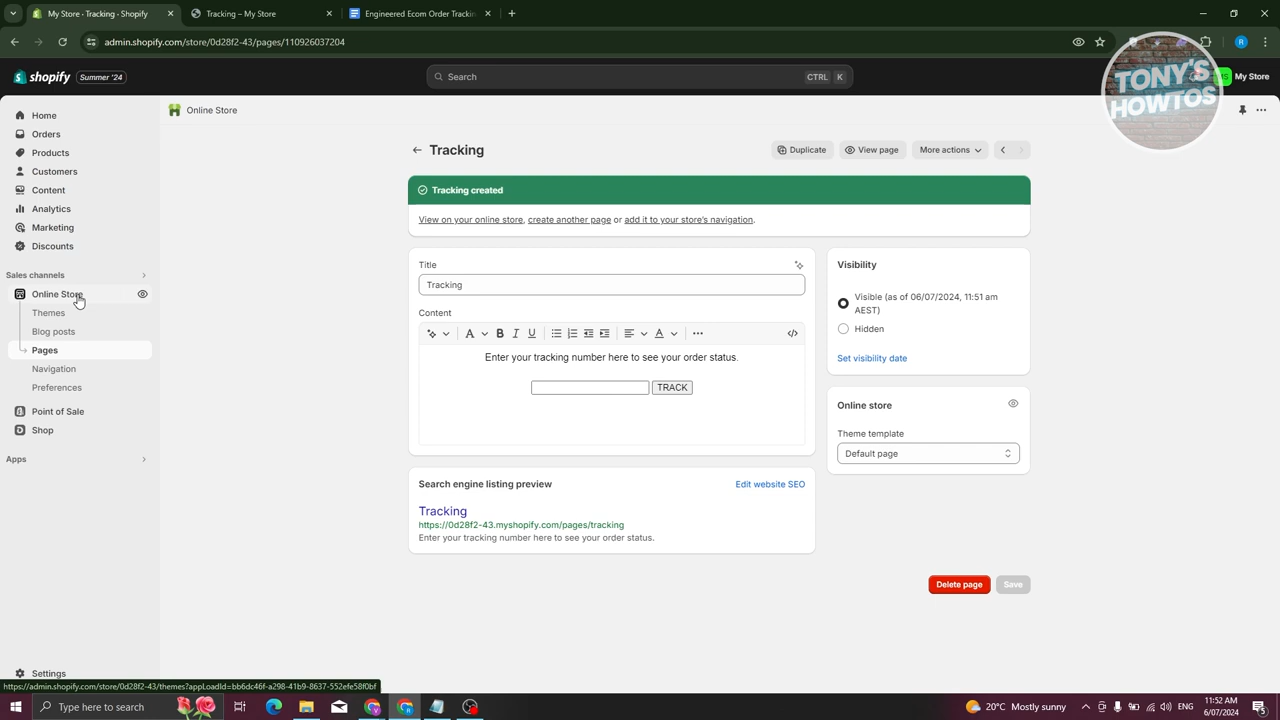 My Store · Tracking · Shopify
Tracking – My Store
Engineered Ecom Order Tracking
admin.shopify.com/store/0d28f2-43/pages/110926037204
shopify
Summer '24
Search
CTRL K
My Store
TONY'S
HOWTOS
Home
Orders
Products
Customers
Content
Analytics
Marketing
Discounts
Sales channels
Online Store
Themes
Blog posts
Pages
Navigation
Preferences
Point of Sale
Shop
Apps
Settings
Online Store
Tracking
Duplicate
View page
More actions
Tracking created
View on your online store, create another page or add it to your store's navigation.
Title
Tracking
Content
A
B
I
U
A
Enter your tracking number here to see your order status.
TRACK
Search engine listing preview
Edit website SEO
Tracking
https://0d28f2-43.myshopify.com/pages/tracking
Enter your tracking number here to see your order status.
Visibility
Visible (as of 06/07/2024, 11:51 am
AEST)
Hidden
Set visibility date
Online store
Theme template
Default page
Delete page
Save
https://admin.shopify.com/store/0d28f2-43/themes?appLoadId=bb6dc46f-a298-41b9-8637-552efe58f0bf
Type here to search
20°C Mostly sunny
11:52 AM
6/07/2024